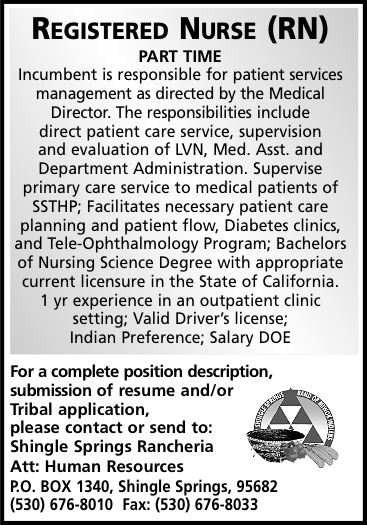 REGISTERED NURSE (RN)
PART TIME
Incumbent is responsible for patient services
management as directed by the Medical
Director. The responsibilities include
direct patient care service, supervision
and evaluation of LVN, Med. Asst. and
Department Administration. Supervise
primary care service to medical patients of
SSTHP; Facilitates necessary patient care
planning and patient flow, Diabetes clinics,
and Tele-Ophthalmology Program; Bachelors
of Nursing Science Degree with appropriate
current licensure in the State of California.
1 yr experience in an outpatient clinic
setting; Valid Driver's license;
Indian Preference; Salary DOE
For a complete position description,
submission of resume and/or
Tribal application,
please contact or send to:
Shingle Springs Rancheria
Att: Human Resources
P.O. BOX 1340, Shingle Springs, 95682
(530) 676-8010 Fax: (530) 676-8033
SHINGLE SPRINGS BAND OF MIWOK INDIANS